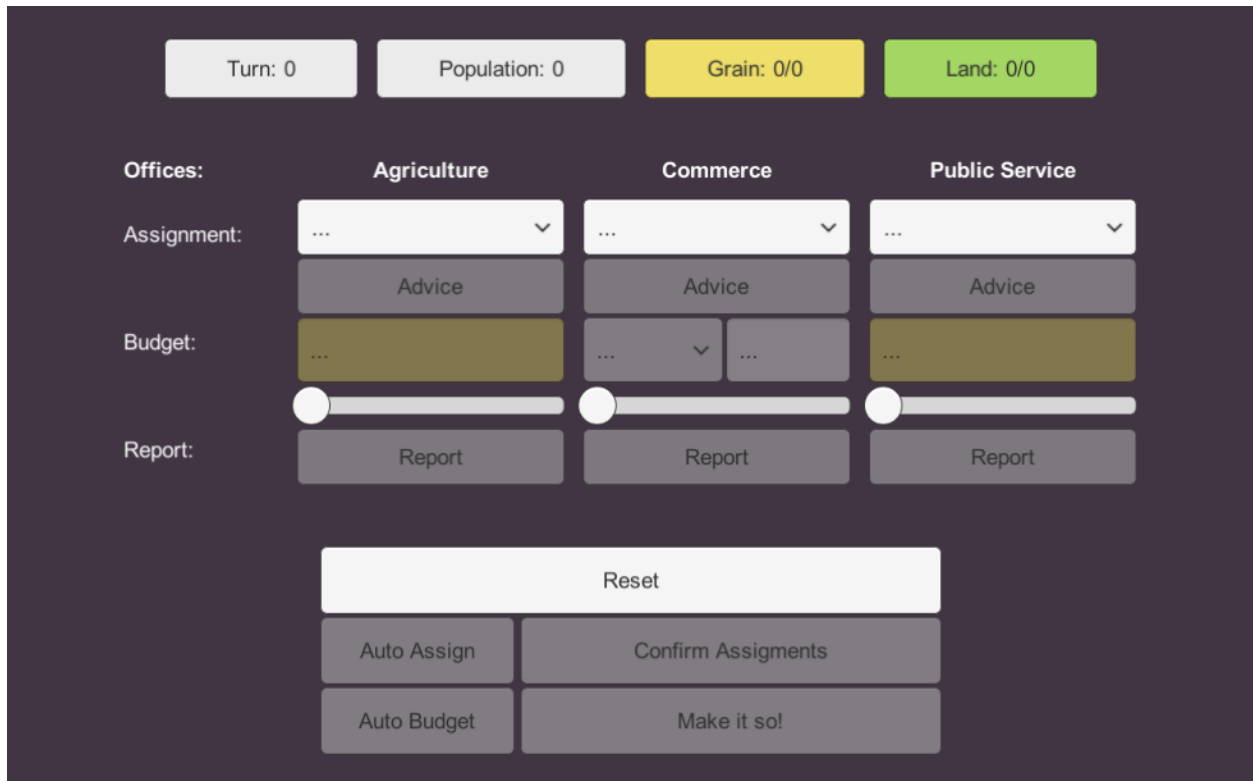 Turn: 0 Population: 0 Grain: 0/0 Land: 0/0
Offices: Agriculture Commerce Public Service
Assignment: ... ... ...
Advice Advice Advice
Budget: ... ... ... ...
Report: Report Report Report
Reset
Auto Assign Confirm Assigments
Auto Budget Make it so!